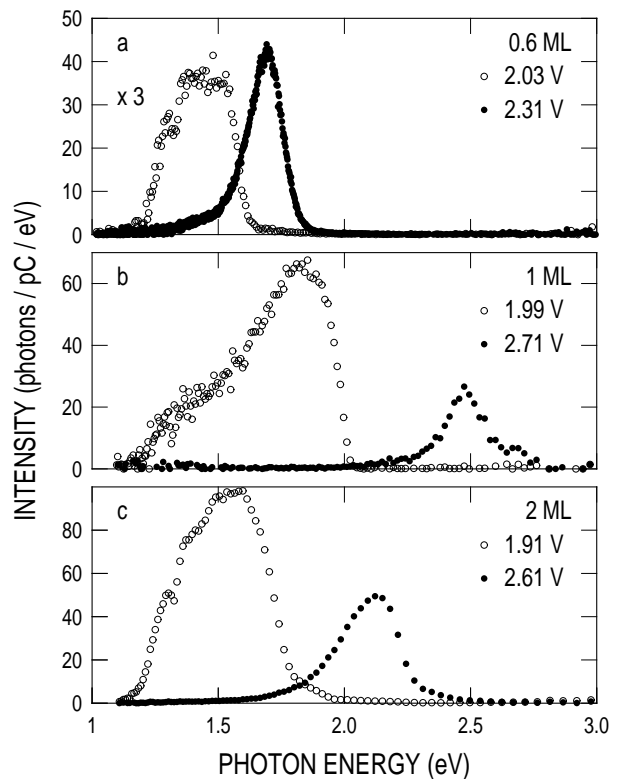 50
a
0.6 ML
40
○ 2.03 V
x 3
● 2.31 V
30
20
10
0
b
1 ML
60
○ 1.99 V
● 2.71 V
40
20
0
INTENSITY (photons / pC / eV)
c
2 ML
80
○ 1.91 V
● 2.61 V
60
40
20
0
1 1.5 2.0 2.5 3.0
PHOTON ENERGY (eV)